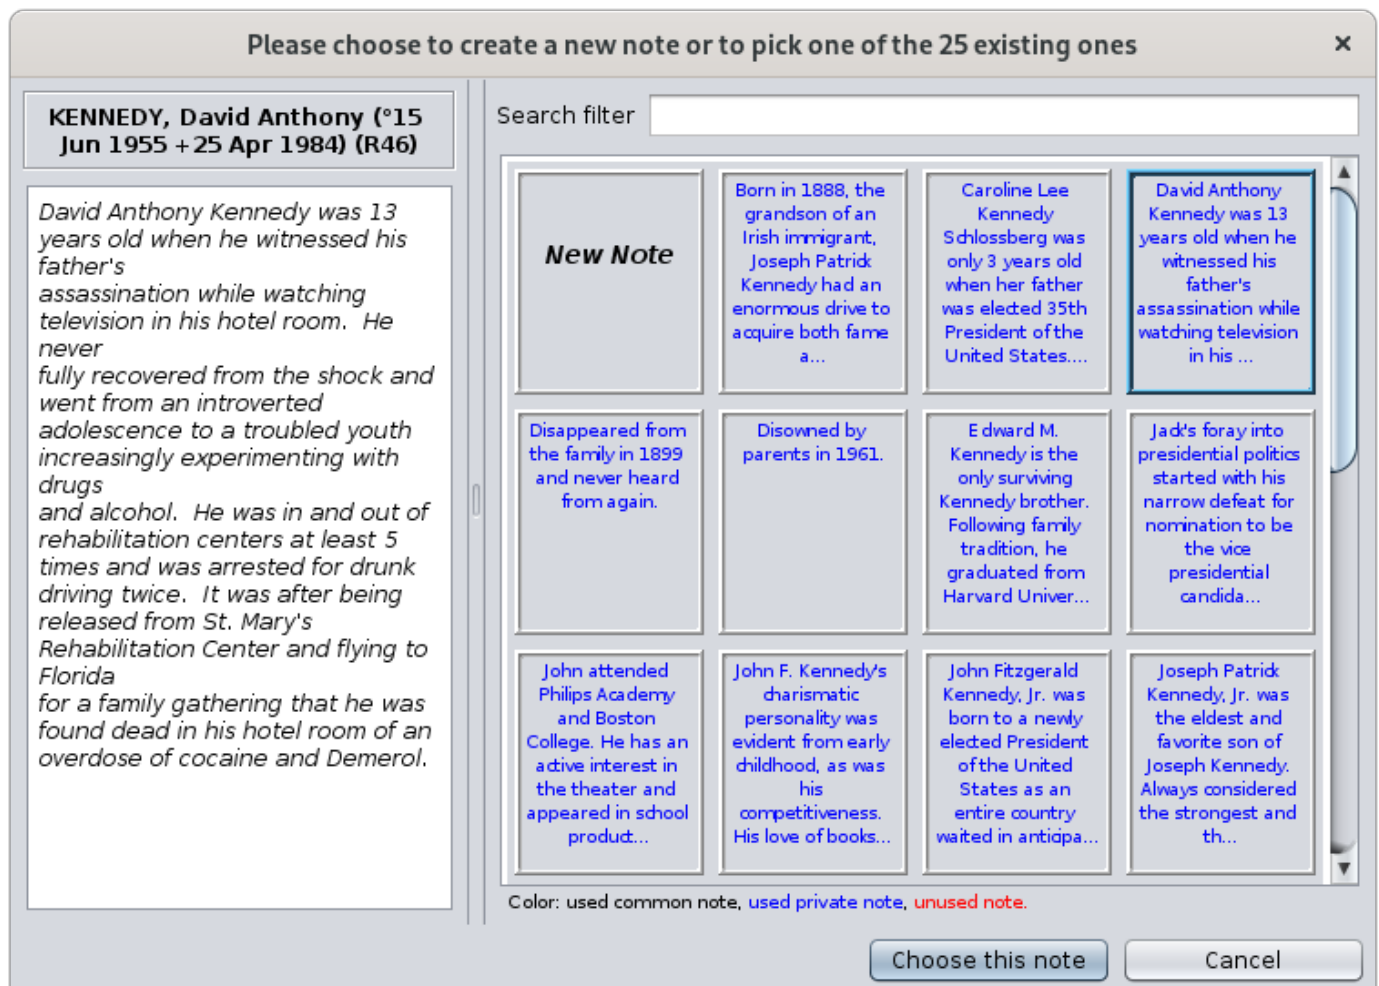 Please choose to create a new note or to pick one of the 25 existing ones
KENNEDY, David Anthony (°15
Jun 1955 +25 Apr 1984) (R46)
David Anthony Kennedy was 13
years old when he witnessed his
father's
assassination while watching
television in his hotel room.  He
never
fully recovered from the shock and
went from an introverted
adolescence to a troubled youth
increasingly experimenting with
drugs
and alcohol.  He was in and out of
rehabilitation centers at least 5
times and was arrested for drunk
driving twice.  It was after being
released from St. Mary's
Rehabilitation Center and flying to
Florida
for a family gathering that he was
found dead in his hotel room of an
overdose of cocaine and Demerol.
Search filter
New Note
Born in 1888, the
grandson of an
Irish immigrant,
Joseph Patrick
Kennedy had an
enormous drive to
acquire both fame
a...
Caroline Lee
Kennedy
Schlossberg was
only 3 years old
when her father
was elected 35th
President of the
United States....
David Anthony
Kennedy was 13
years old when he
witnessed his
father's
assassination while
watching television
in his ...
Disappeared from
the family in 1899
and never heard
from again.
Disowned by
parents in 1961.
Edward M.
Kennedy is the
only surviving
Kennedy brother.
Following family
tradition, he
graduated from
Harvard Univer...
Jack's foray into
presidential politics
started with his
narrow defeat for
nomination to be
the vice
presidential
candida...
John attended
Philips Academy
and Boston
College. He has an
active interest in
the theater and
appeared in school
product...
John F. Kennedy's
charismatic
personality was
evident from early
childhood, as was
his
competitiveness.
His love of books...
John Fitzgerald
Kennedy, Jr. was
born to a newly
elected President
of the United
States as an
entire country
waited in anticipa...
Joseph Patrick
Kennedy, Jr. was
the eldest and
favorite son of
Joseph Kennedy.
Always considered
the strongest and
th...
Color: used common note, used private note, unused note.
Choose this note
Cancel